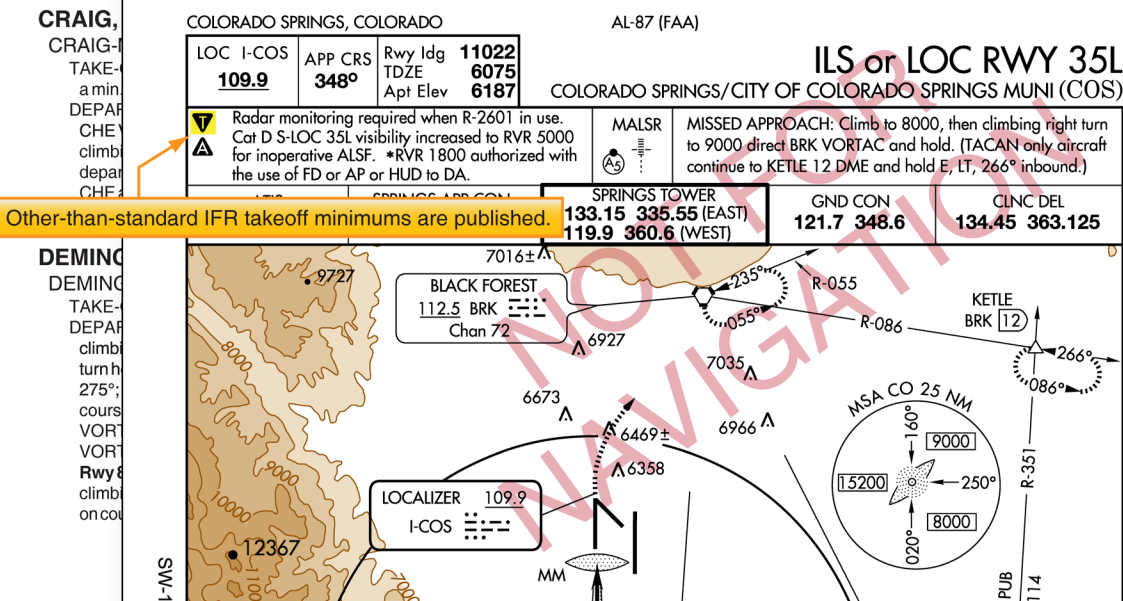 CRAIG,
CRAIG-M
TAKE-
a min.
DEPAR
CHE
climbi
depar
CHE
DEMING
DEMING
TAKE-
DEPAR
climbi
turn
275°;
cours
VORT
VORT
Rwy 8
climbi
on cou
COLORADO SPRINGS, COLORADO
AL-87 (FAA)
LOC I-COS
109.9
APP CRS
348°
Rwy ldg 11022
TDZE 6075
Apt Elev 6187
ILS or LOC RWY 35L
COLORADO SPRINGS/CITY OF COLORADO SPRINGS MUNI (COS)
T
A
Radar monitoring required when R-2601 in use.
Cat D S-LOC 35L visibility increased to RVR 5000
for inoperative ALSF. *RVR 1800 authorized with
the use of FD or AP or HUD to DA.
MALSR
A5
MISSED APPROACH: Climb to 8000, then climbing right turn
to 9000 direct BRK VORTAC and hold. (TACAN only aircraft
continue to KETLE 12 DME and hold E, LT, 266° inbound.)
SPRINGS TOWER
133.15 335.55 (EAST)
119.9 360.6 (WEST)
GND CON
121.7 348.6
CLNC DEL
134.45 363.125
Other-than-standard IFR takeoff minimums are published.
NOT FOR
NAVIGATION
7016±
9727
BLACK FOREST
112.5 BRK
Chan 72
235°
055°
R-055
R-086
KETLE
BRK 12
266°
086°
6927
7035
6673
6966
6469±
6358
8000
9000
10000
12367
11000
7000
LOCALIZER 109.9
I-COS
MM
MSA CO 25 NM
160°
9000
15200
250°
8000
020°
R-351
SW-1
PUB
114